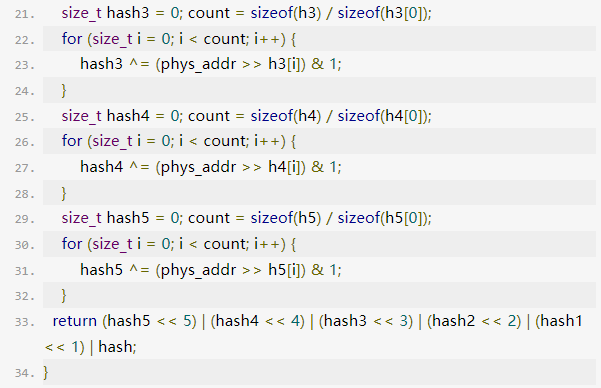 21. size_t hash3 = 0; count = sizeof(h3) / sizeof(h3[0]);
22. for (size_t i = 0; i < count; i++) {
23. hash3 ^= (phys_addr >> h3[i]) & 1;
24. }
25. size_t hash4 = 0; count = sizeof(h4) / sizeof(h4[0]);
26. for (size_t i = 0; i < count; i++) {
27. hash4 ^= (phys_addr >> h4[i]) & 1;
28. }
29. size_t hash5 = 0; count = sizeof(h5) / sizeof(h5[0]);
30. for (size_t i = 0; i < count; i++) {
31. hash5 ^= (phys_addr >> h5[i]) & 1;
32. }
33. return (hash5 << 5) | (hash4 << 4) | (hash3 << 3) | (hash2 << 2) | (hash1
<< 1) | hash;
34. }